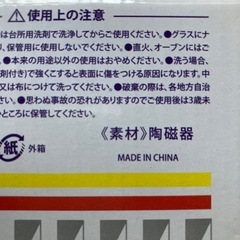 ●使用上の注意
は台所用洗剤で洗浄してからご使用ください。●グラスに
り、保管用に使用しないでください。●直火、オーブンには
●本来の用途以外の使用はおやめください。●洗う場合、
剤付き)で強くこすると表面に傷をつける原因になります。
又は布につけて洗ってください。●破棄の際は、各地方自治
●思わぬ事故の恐れがありますのでご使用後は3歳未
ところに保管してください。
紙 外箱
《素材》陶磁器
MADE IN CHINA